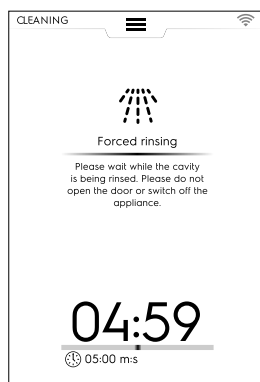 CLEANING
Forced rinsing
Please wait while the cavity
is being rinsed. Please do not
open the door or switch off the
appliance.
04:59
05:00 m:s